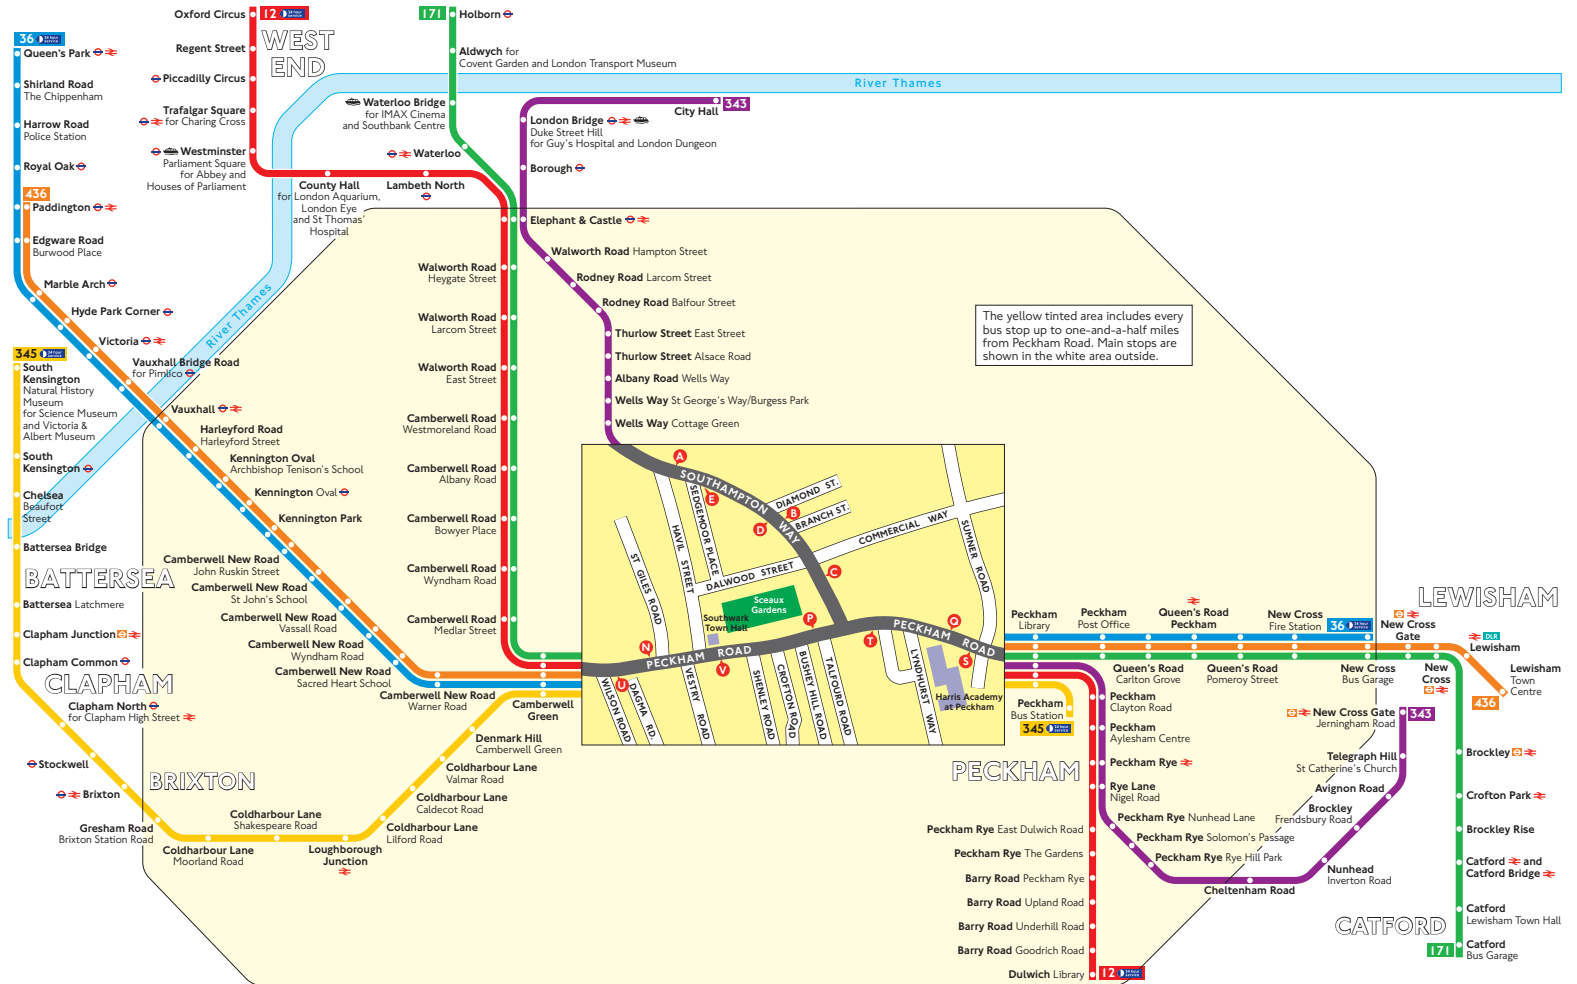 Oxford Circus
12 24 hour service
Regent Street
WEST
END
Piccadilly Circus
Trafalgar Square
for Charing Cross
Westminster
Parliament Square
for Abbey and
Houses of Parliament
171
Holborn
Aldwych for
Covent Garden and London Transport Museum
Waterloo Bridge
for IMAX Cinema
and Southbank Centre
Waterloo
County Hall
for London Aquarium,
London Eye
and St Thomas'
Hospital
Lambeth North
River Thames
City Hall
343
London Bridge
Duke Street Hill
for Guy's Hospital and London Dungeon
Borough
Elephant & Castle
Walworth Road Hampton Street
Rodney Road Larcom Street
Rodney Road Balfour Street
Thurlow Street East Street
Thurlow Street Alsace Road
Albany Road Wells Way
Wells Way St George's Way/Burgess Park
Wells Way Cottage Green
36 24 hour service
Queen's Park
Shirland Road
The Chippenham
Harrow Road
Police Station
Royal Oak
436
Paddington
Edgware Road
Burwood Place
Marble Arch
Hyde Park Corner
Victoria
Vauxhall Bridge Road
for Pimlico
River Thames
Vauxhall
Harleyford Road
Harleyford Street
Kennington Oval
Archbishop Tenison's School
Kennington Oval
Kennington Park
Camberwell New Road
John Ruskin Street
Camberwell New Road
St John's School
Camberwell New Road
Vassall Road
Camberwell New Road
Wyndham Road
Camberwell New Road
Sacred Heart School
Camberwell New Road
Warner Road
Walworth Road
Heygate Street
Walworth Road
Larcom Street
Walworth Road
East Street
Camberwell Road
Westmoreland Road
Camberwell Road
Albany Road
Camberwell Road
Bowyer Place
Camberwell Road
Wyndham Road
Camberwell Road
Medlar Street
Camberwell
Green
345 24 hour service
South
Kensington
Natural History
Museum
for Science Museum
and Victoria &
Albert Museum
South
Kensington
Chelsea
Beaufort
Street
Battersea Bridge
BATTERSEA
Battersea Latchmere
Clapham Junction
Clapham Common
CLAPHAM
Clapham North
for Clapham High Street
Stockwell
BRIXTON
Brixton
Gresham Road
Brixton Station Road
Coldharbour Lane
Moorland Road
Coldharbour Lane
Shakespeare Road
Loughborough
Junction
Coldharbour Lane
Lilford Road
Coldharbour Lane
Caldecot Road
Coldharbour Lane
Valmar Road
Denmark Hill
Camberwell Green
The yellow tinted area includes every
bus stop up to one-and-a-half miles
from Peckham Road. Main stops are
shown in the white area outside.
A
SOUTHAMPTON WAY
E
SEDGEMOOR PLACE
HAVIL STREET
DIAMOND ST.
B
D
BRANCH ST.
COMMERCIAL WAY
SUMNER ROAD
ST GILES ROAD
DALWOOD STREET
C
Sceaux
Gardens
Southwark
Town Hall
P
Q
N
T
S
PECKHAM ROAD
PECKHAM ROAD
V
U
WILSON ROAD
DAGMA RD.
VESTRY ROAD
SHENLEY ROAD
CROFTON ROAD
BUSHEY HILL ROAD
TALFOURD ROAD
LYNDHURST WAY
Harris Academy
at Peckham
Peckham
Library
Peckham
Post Office
Queen's Road
Peckham
New Cross
Fire Station
36 24 hour service
New Cross
Gate
LEWISHAM
DLR
Lewisham
Lewisham
Town
Centre
436
Queen's Road
Carlton Grove
Queen's Road
Pomeroy Street
New Cross
Bus Garage
New
Cross
Peckham
Bus Station
345 24 hour service
PECKHAM
Peckham
Clayton Road
Peckham
Aylesham Centre
Peckham Rye
Rye Lane
Nigel Road
Peckham Rye Nunhead Lane
Peckham Rye Solomon's Passage
Peckham Rye Rye Hill Park
Cheltenham Road
Nunhead
Inverton Road
Brockley
Frendsbury Road
Avignon Road
Telegraph Hill
St Catherine's Church
New Cross Gate
Jerningham Road
343
Peckham Rye East Dulwich Road
Peckham Rye The Gardens
Barry Road Peckham Rye
Barry Road Upland Road
Barry Road Underhill Road
Barry Road Goodrich Road
Dulwich Library
12 24 hour service
Brockley
Crofton Park
Brockley Rise
Catford and
Catford Bridge
CATFORD
Catford
Lewisham Town Hall
171
Catford
Bus Garage